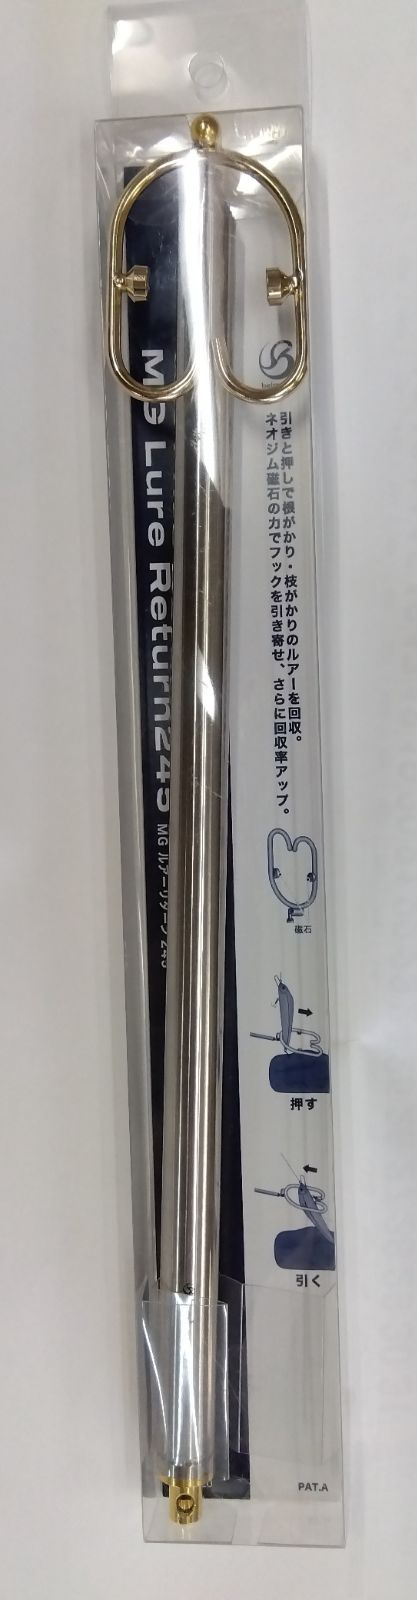 MG Lure Return245
MG ルアーリターン 245
引きと押しで根がかり・枝がかりのルアーを回収。
ネオジム磁石の力でフックを引き寄せ、さらに回収率アップ。
磁石
押す
引く
PAT.A